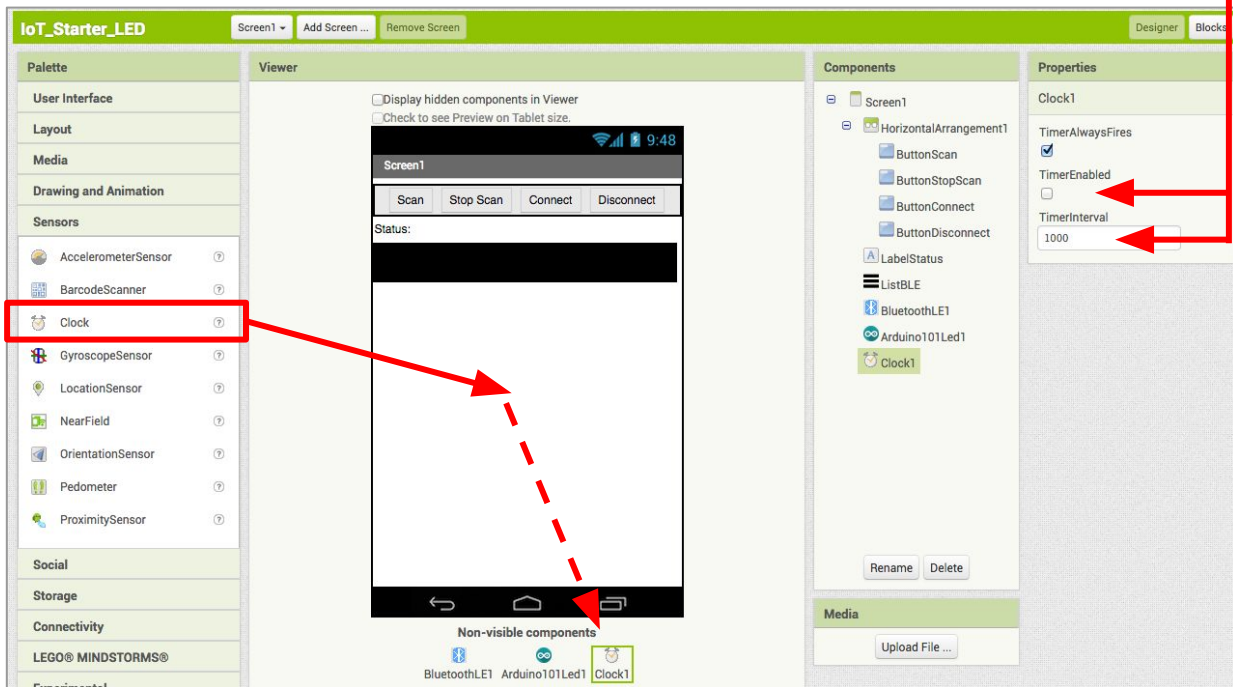 IoT_Starter_LED
Screen1
Add Screen ...
Remove Screen
Designer
Blocks
Palette
User Interface
Layout
Media
Drawing and Animation
Sensors
AccelerometerSensor
BarcodeScanner
Clock
GyroscopeSensor
LocationSensor
NearField
OrientationSensor
Pedometer
ProximitySensor
Social
Storage
Connectivity
LEGO® MINDSTORMS®
Experimental
Viewer
Display hidden components in Viewer
Check to see Preview on Tablet size.
9:48
Screen1
Scan
Stop Scan
Connect
Disconnect
Status:
Non-visible components
BluetoothLE1
Arduino101Led1
Clock1
Components
Screen1
HorizontalArrangement1
ButtonScan
ButtonStopScan
ButtonConnect
ButtonDisconnect
LabelStatus
ListBLE
BluetoothLE1
Arduino101Led1
Clock1
Rename
Delete
Media
Upload File ...
Properties
Clock1
TimerAlwaysFires
TimerEnabled
TimerInterval
1000